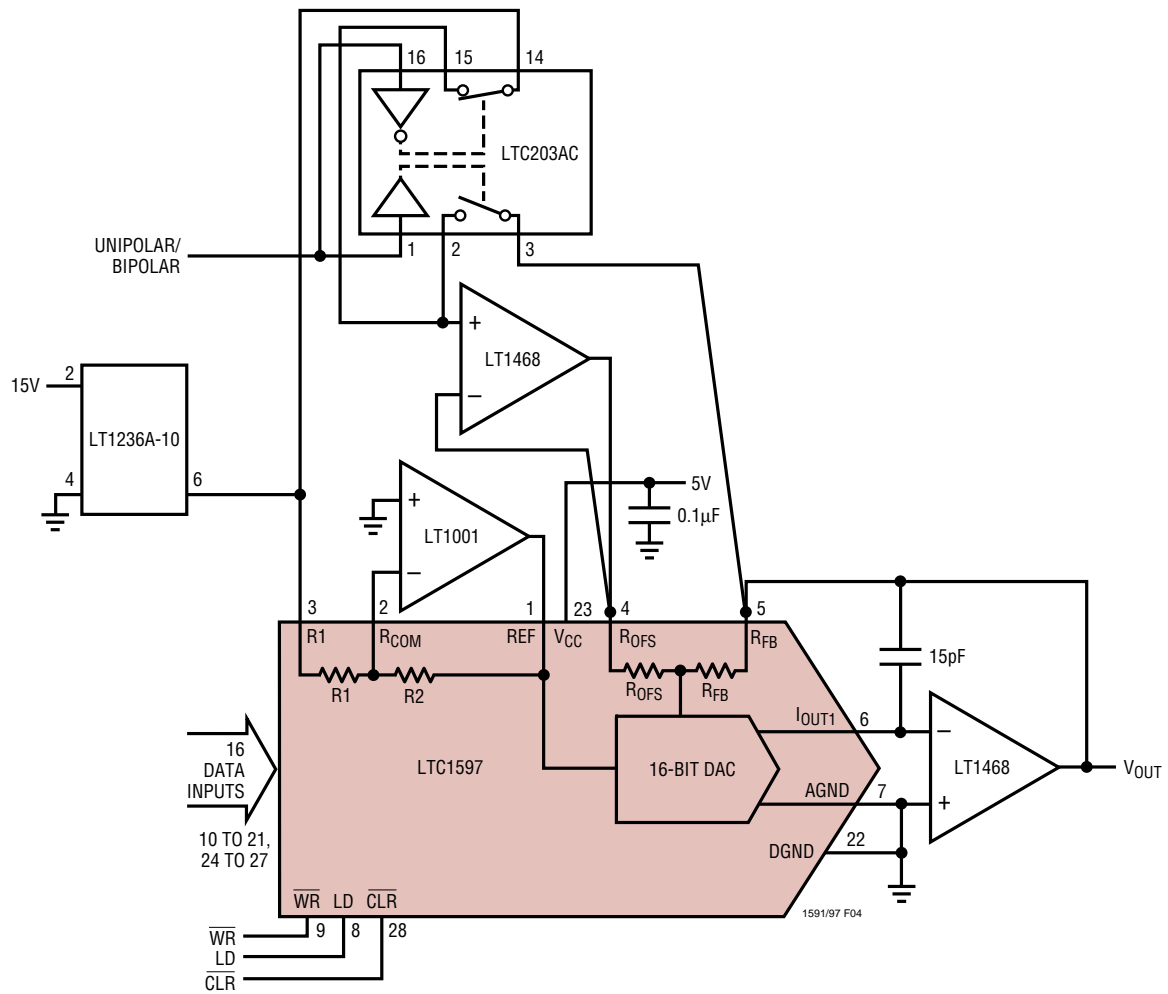 16
15
14
LTC203AC
UNIPOLAR/
BIPOLAR
1
2
3
+
LT1468
–
15V
2
LT1236A-10
4
6
+
LT1001
–
5V
0.1µF
3
2
1
23
4
5
R1
RCOM
REF
VCC
ROFS
RFB
R1
R2
ROFS
RFB
15pF
16
DATA
INPUTS
10 TO 21,
24 TO 27
LTC1597
16-BIT DAC
IOUT1
6
AGND
7
DGND
22
–
LT1468
+
VOUT
WR
LD
CLR
9
8
28
WR
LD
CLR
1591/97 F04